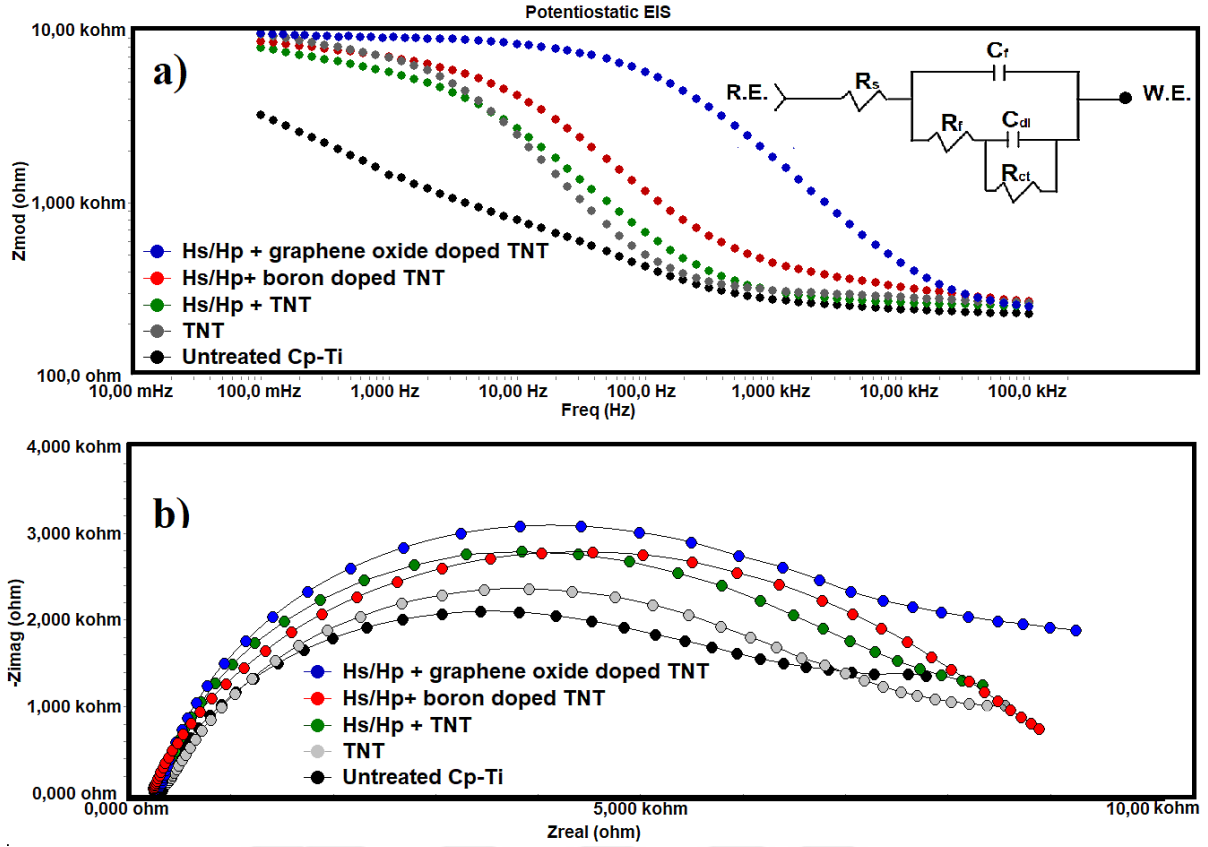 Potentiostatic EIS
10,00 kohm
a)
Cf
R.E.
Rs
W.E.
Rf
Cdl
Rct
Zmod (ohm)
1,000 kohm
Hs/Hp + graphene oxide doped TNT
Hs/Hp+ boron doped TNT
Hs/Hp + TNT
TNT
Untreated Cp-Ti
100,0 ohm
10,00 mHz 100,0 mHz 1,000 Hz 10,00 Hz 100,0 Hz 1,000 kHz 10,00 kHz 100,0 kHz
Freq (Hz)
4,000 kohm
b)
3,000 kohm
-Zimag (ohm)
2,000 kohm
Hs/Hp + graphene oxide doped TNT
Hs/Hp+ boron doped TNT
1,000 kohm
Hs/Hp + TNT
TNT
Untreated Cp-Ti
0,000 ohm
0,000 ohm 5,000 kohm 10,00 kohm
Zreal (ohm)